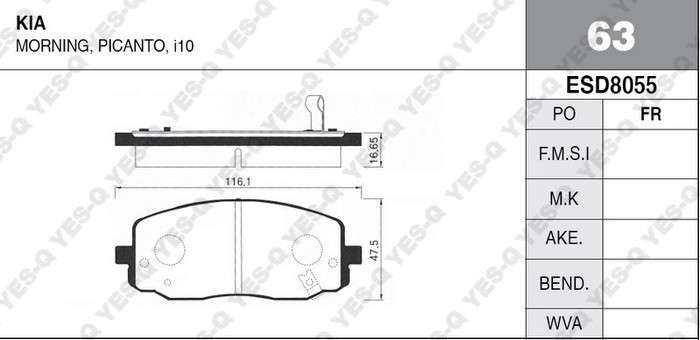 KIA
MORNING, PICANTO, i10
63
ESD8055
PO FR
F.M.S.I
M.K
AKE.
BEND.
WVA
16.65
116.1
47.5
YES-Q YES-Q YES-Q YES-Q